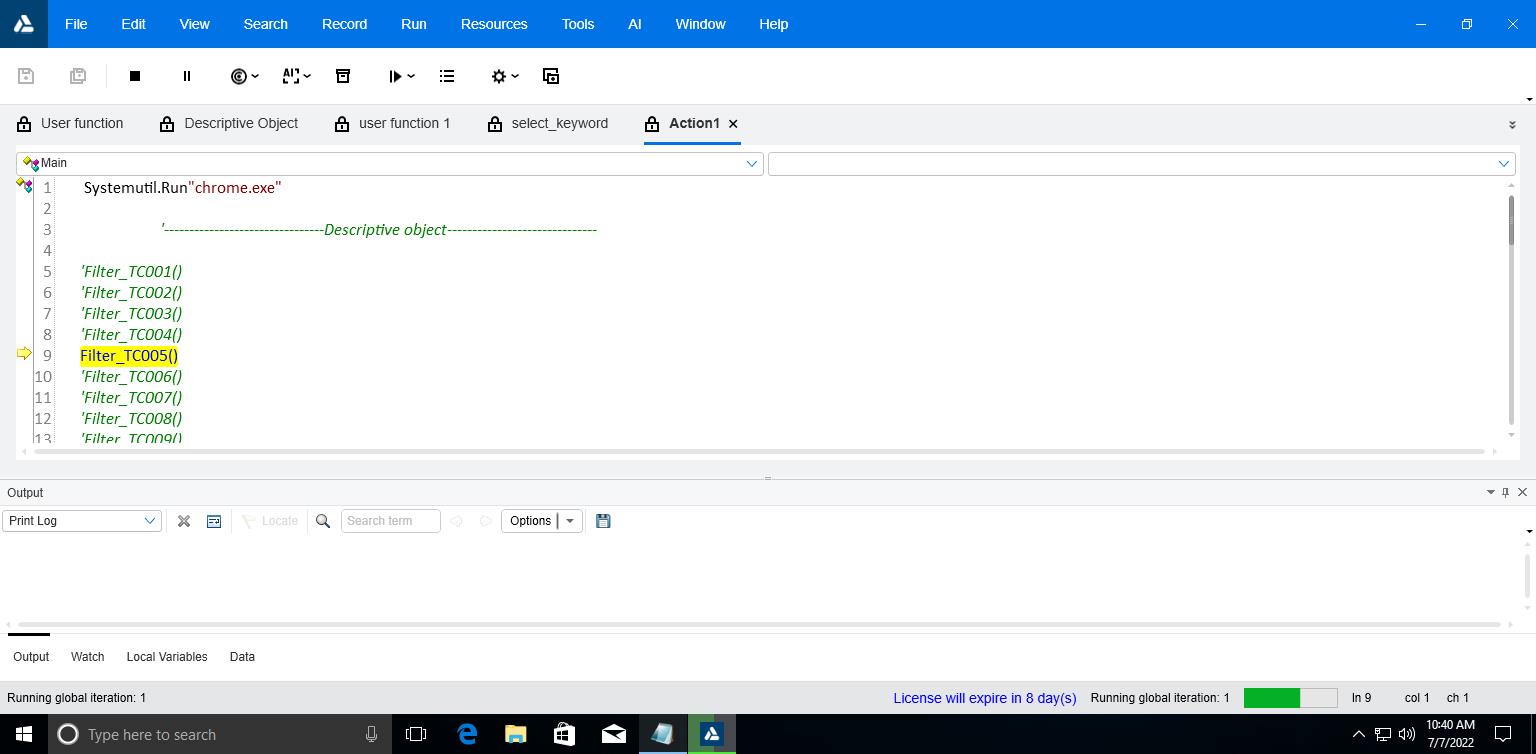 File Edit View Search Record Run Resources Tools AI Window Help
User function Descriptive Object user function 1 select_keyword Action1
Main
1 Systemutil.Run"chrome.exe"
2
3 '--------------------------------Descriptive object------------------------------
4
5 'Filter_TC001()
6 'Filter_TC002()
7 'Filter_TC003()
8 'Filter_TC004()
9 Filter_TC005()
10 'Filter_TC006()
11 'Filter_TC007()
12 'Filter_TC008()
13 'Filter_TC009()
Output
Print Log Locate Search term Options
Output Watch Local Variables Data
Running global iteration: 1 License will expire in 8 day(s) Running global iteration: 1 ln 9 col 1 ch 1
Type here to search
10:40 AM
7/7/2022